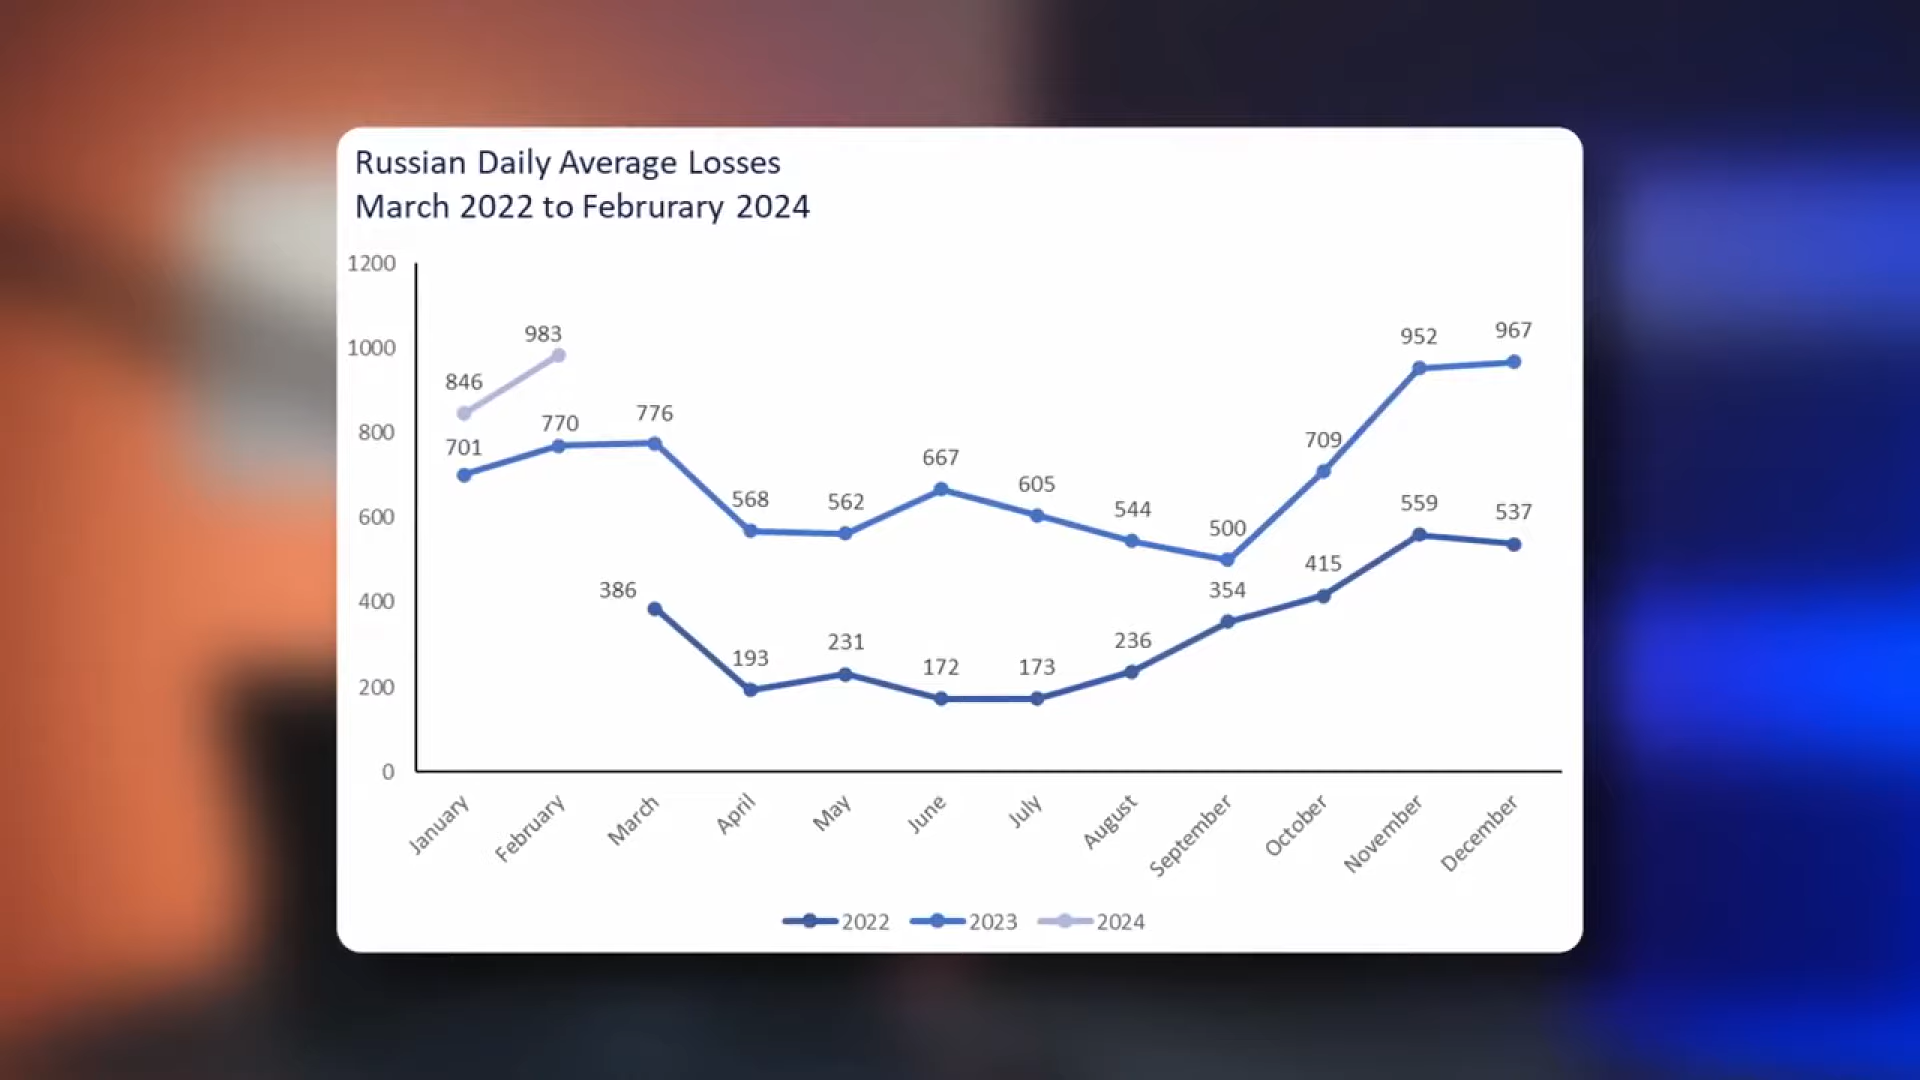 Russian Daily Average Losses
March 2022 to Februrary 2024
1200
1000
800
600
400
200
0
846
983
701
770
776
568
562
667
605
544
500
709
952
967
386
193
231
172
173
236
354
415
559
537
January
February
March
April
May
June
July
August
September
October
November
December
2022
2023
2024